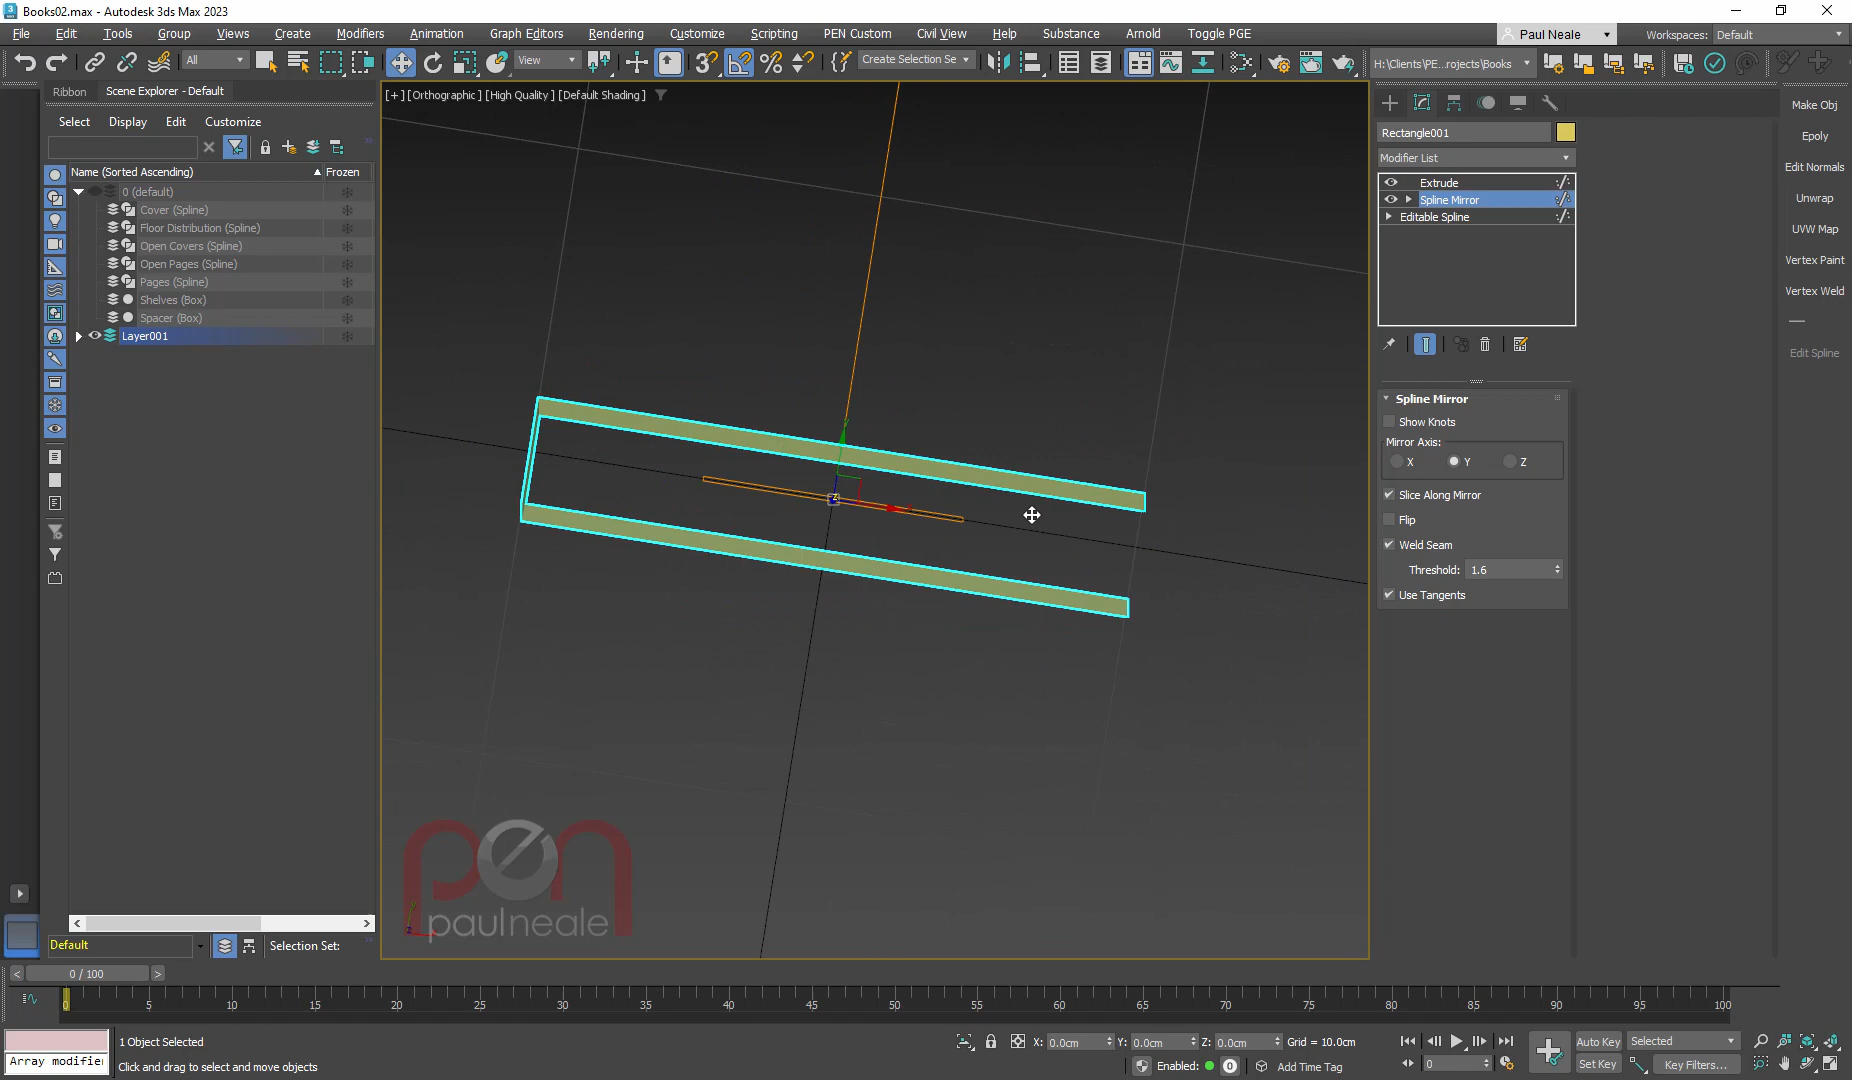 Books02.max - Autodesk 3ds Max 2023
File Edit Tools Group Views Create Modifiers Animation Graph Editors Rendering Customize Scripting PEN Custom Civil View Help Substance Arnold Toggle PGE Paul Neale Workspaces: Default
All View Create Selection Se H:\Clients\PE...rojects\Books
Ribbon Scene Explorer - Default
[+] [Orthographic] [High Quality] [Default Shading]
Select Display Edit Customize
Name (Sorted Ascending) Frozen
0 (default)
Cover (Spline)
Floor Distribution (Spline)
Open Covers (Spline)
Open Pages (Spline)
Pages (Spline)
Shelves (Box)
Spacer (Box)
Layer001
Rectangle001
Modifier List
Extrude
Spline Mirror
Editable Spline
Spline Mirror
Show Knots
Mirror Axis:
X Y Z
Slice Along Mirror
Flip
Weld Seam
Threshold: 1.6
Use Tangents
Make Obj
Epoly
Edit Normals
Unwrap
UVW Map
Vertex Paint
Vertex Weld
Edit Spline
pen
paulneale
Default Selection Set:
< 0 / 100 >
0 5 10 15 20 25 30 35 40 45 50 55 60 65 70 75 80 85 90 95 100
1 Object Selected X: 0.0cm Y: 0.0cm Z: 0.0cm Grid = 10.0cm Auto Key Selected
Array modifier Click and drag to select and move objects Enabled: 0 Add Time Tag 0 Set Key Key Filters...